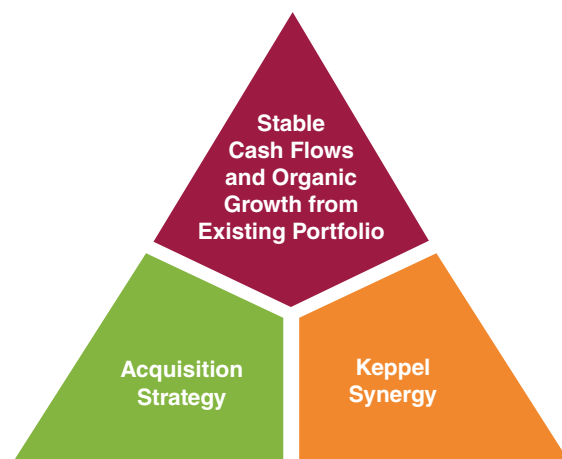 Stable
Cash Flows
and Organic
Growth from
Existing Portfolio
Acquisition
Strategy
Keppel
Synergy